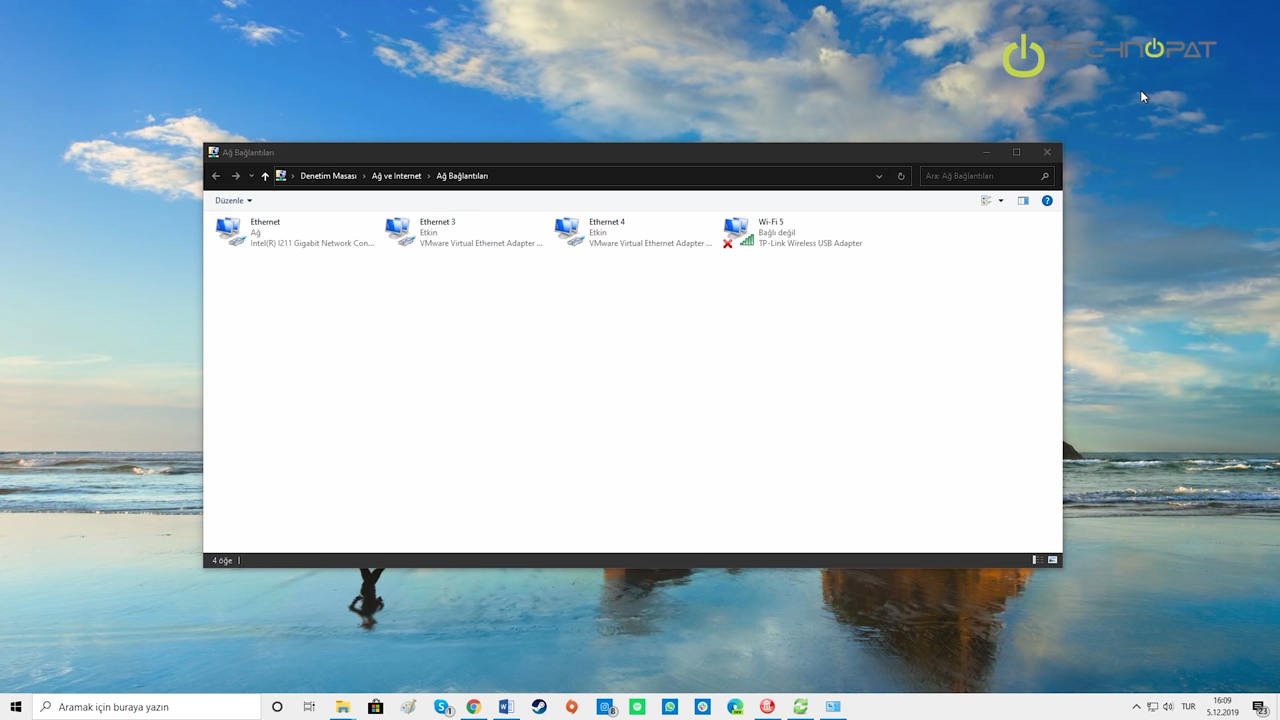 TECHNOPAT
Ağ Bağlantıları
Denetim Masası
Ağ ve Internet
Ağ Bağlantıları
Ara: Ağ Bağlantıları
Düzenle
Ethernet
Ağ
Intel(R) I211 Gigabit Network Con...
Ethernet 3
Etkin
VMware Virtual Ethernet Adapter ...
Ethernet 4
Etkin
VMware Virtual Ethernet Adapter ...
Wi-Fi 5
Bağlı değil
TP-Link Wireless USB Adapter
4 öğe
Aramak için buraya yazın
TUR
16:09
5.12.2019